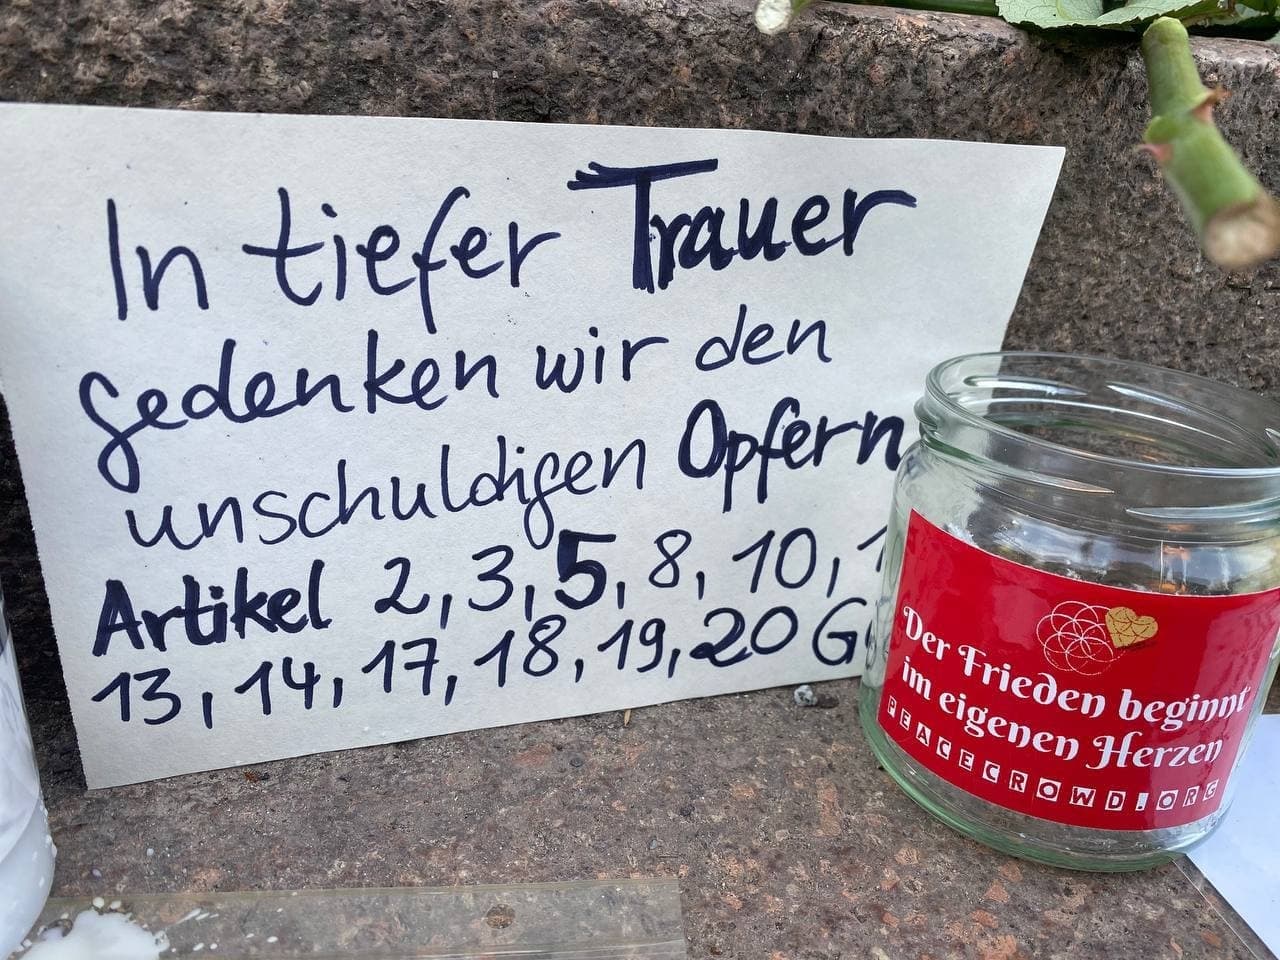 In tiefer Trauer
gedenken wir den
unschuldigen Opfern
Artikel 2, 3, 5, 8, 10,
13, 14, 17, 18, 19, 20
Der Frieden beginnt
im eigenen Herzen
PEACECROWD.ORG